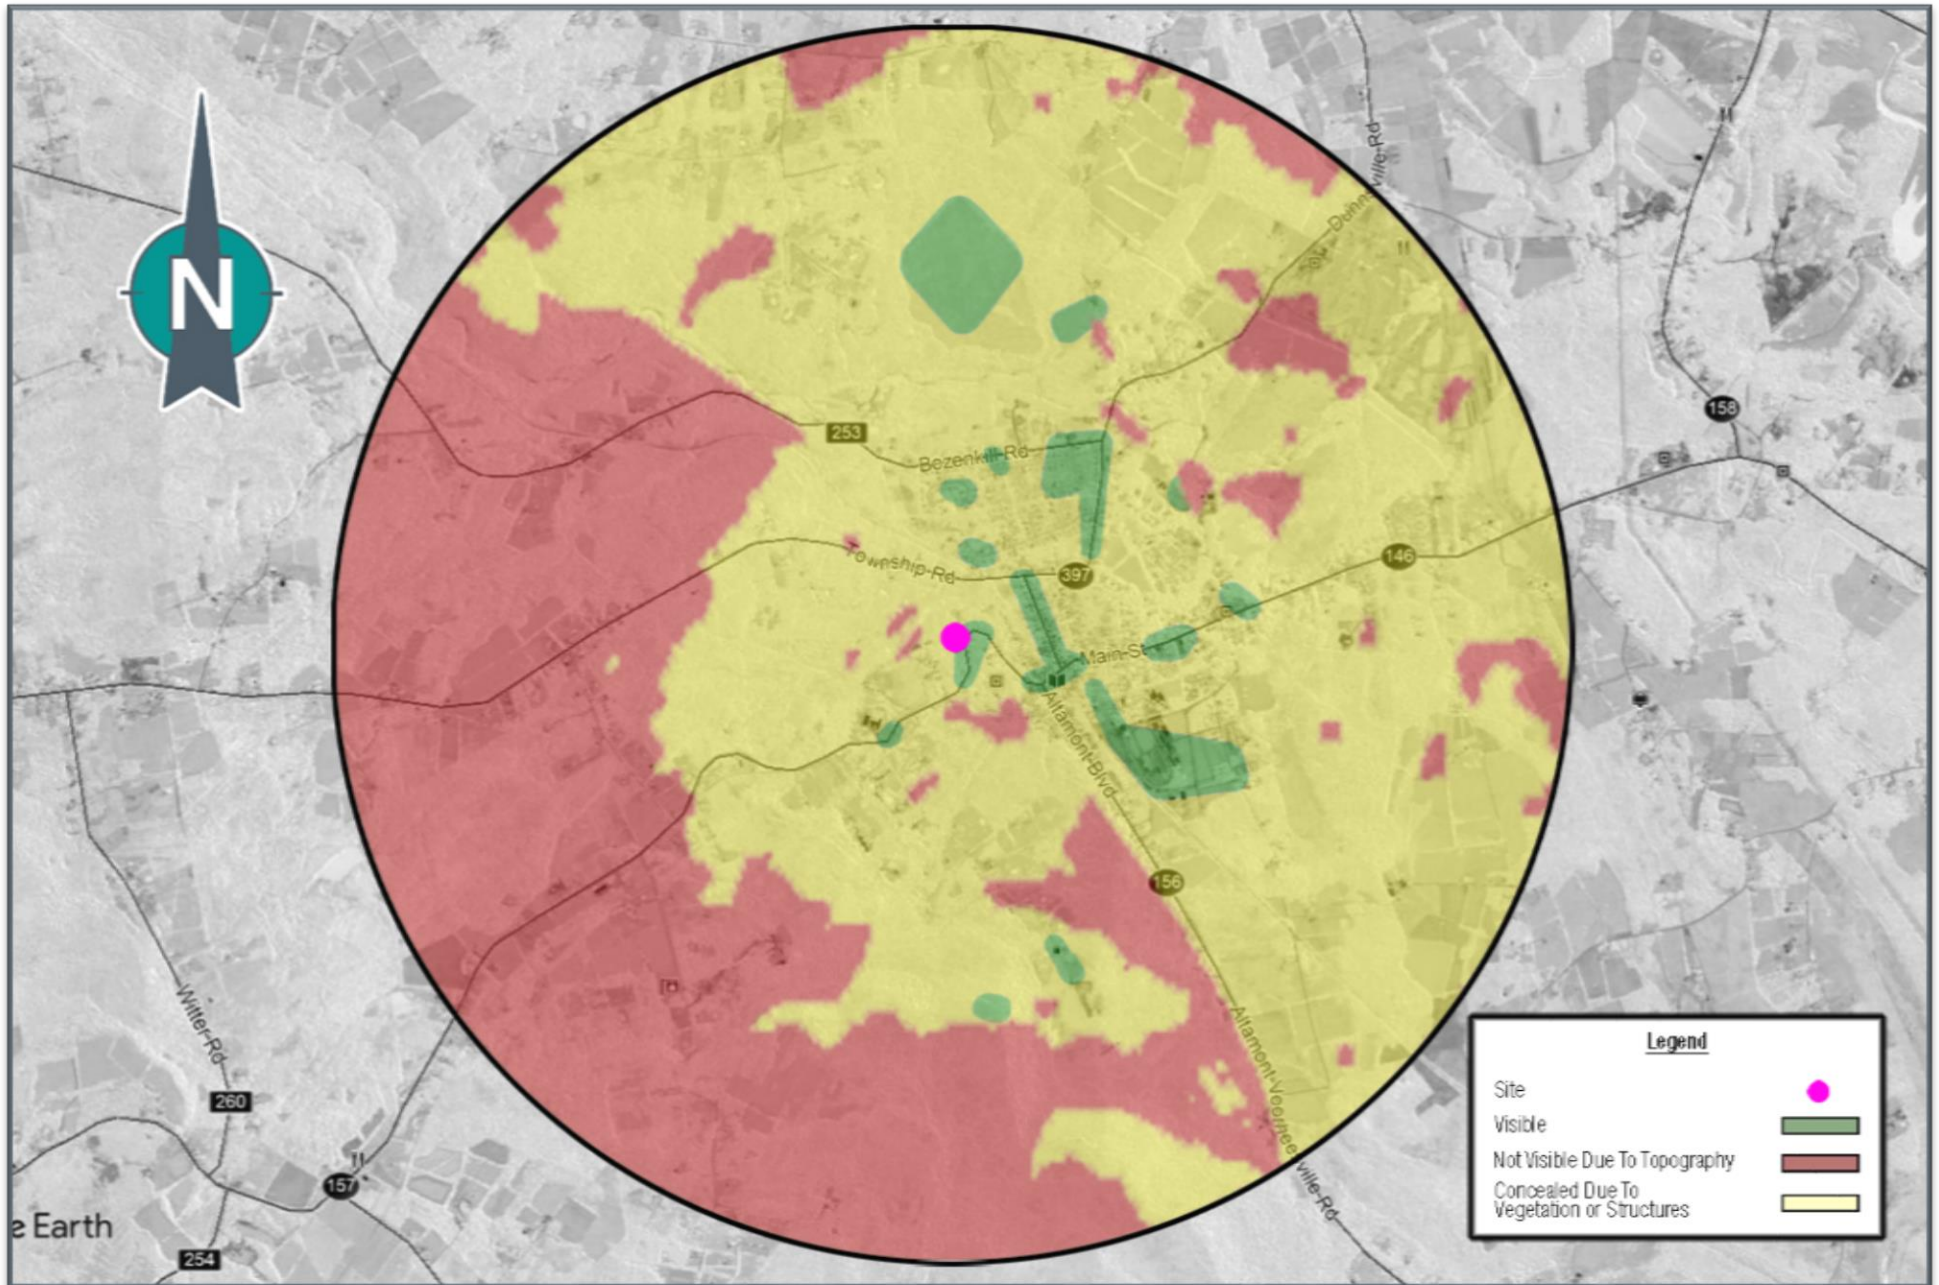 N
Dunnsville-Rd
158
253
Bozenkill-Rd
146
Township-Rd
397
Main-St
Altamont-Blvd
156
Witter-Rd
Altamont-Voorheesville-Rd
260
157
254
e Earth
Legend
Site
Visible
Not Visible Due To Topography
Concealed Due To
Vegetation or Structures